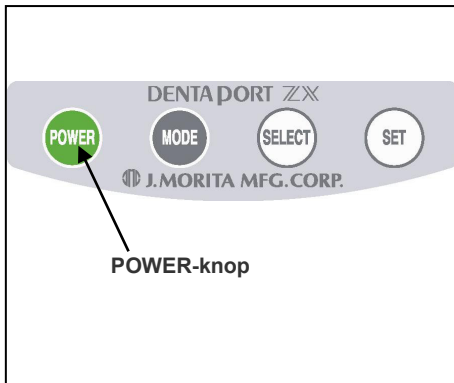 DENTAPORT ZX
POWER MODE SELECT SET
J.MORITA MFG.CORP.
POWER-knop